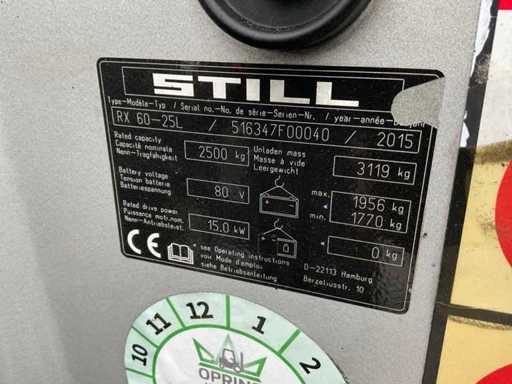 STILL
Type-Modèle-Typ / Serial no.-No. de série-Serien-Nr. / year-année-Baujahr
RX 60-25L / 516347F00040 / 2015
Rated capacity
Capacité nominale
Nenn-Tragfähigkeit
2500 kg
Unladen mass
Masse à vide
Leergewicht
3119 kg
Battery voltage
Tension batterie
Batteriespannung
80 V
max. 1956 kg
min. 1770 kg
Rated drive power
Puissance moti.nom.
Nenn-Antriebsleist.
15.0 kW
0 kg
CE
see Operating instructions
voir Mode d'emploi
siehe Betriebsanleitung
D-22113 Hamburg
Berzeliusstr. 10
10 11 12 1 2